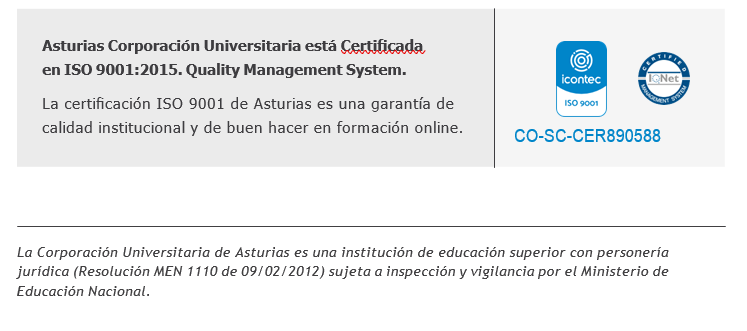 Asturias Corporación Universitaria está Certificada
en ISO 9001:2015. Quality Management System.
La certificación ISO 9001 de Asturias es una garantía de
calidad institucional y de buen hacer en formación online.
icontec
ISO 9001
CERTIFIED
IQNet
MANAGEMENT SYSTEM
CO-SC-CER890588
La Corporación Universitaria de Asturias es una institución de educación superior con personería
jurídica (Resolución MEN 1110 de 09/02/2012) sujeta a inspección y vigilancia por el Ministerio de
Educación Nacional.